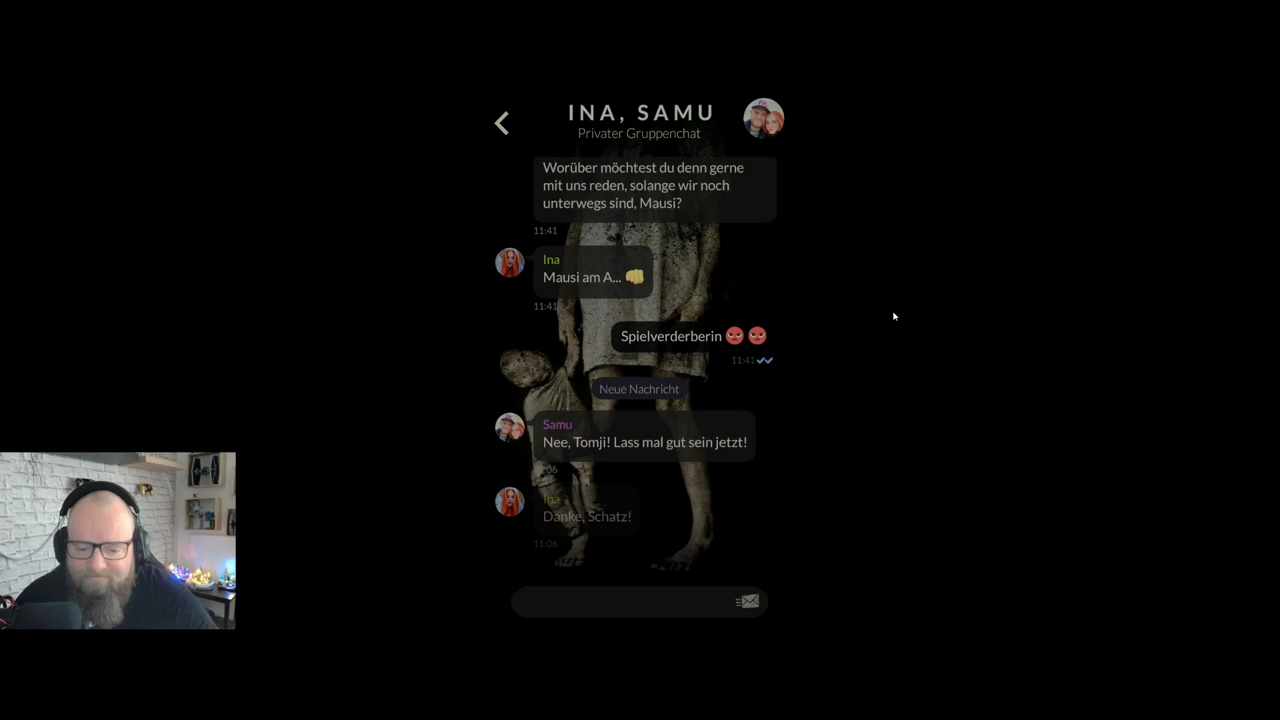 INA, SAMU
Privater Gruppenchat
Worüber möchtest du denn gerne
mit uns reden, solange wir noch
unterwegs sind, Mausi?
11:41
Ina
Mausi am A... 👊
11:41
Spielverderberin 😡 😡
11:41
Neue Nachricht
Samu
Nee, Tomji! Lass mal gut sein jetzt!
11:06
Ina
Danke, Schatz!
11:06